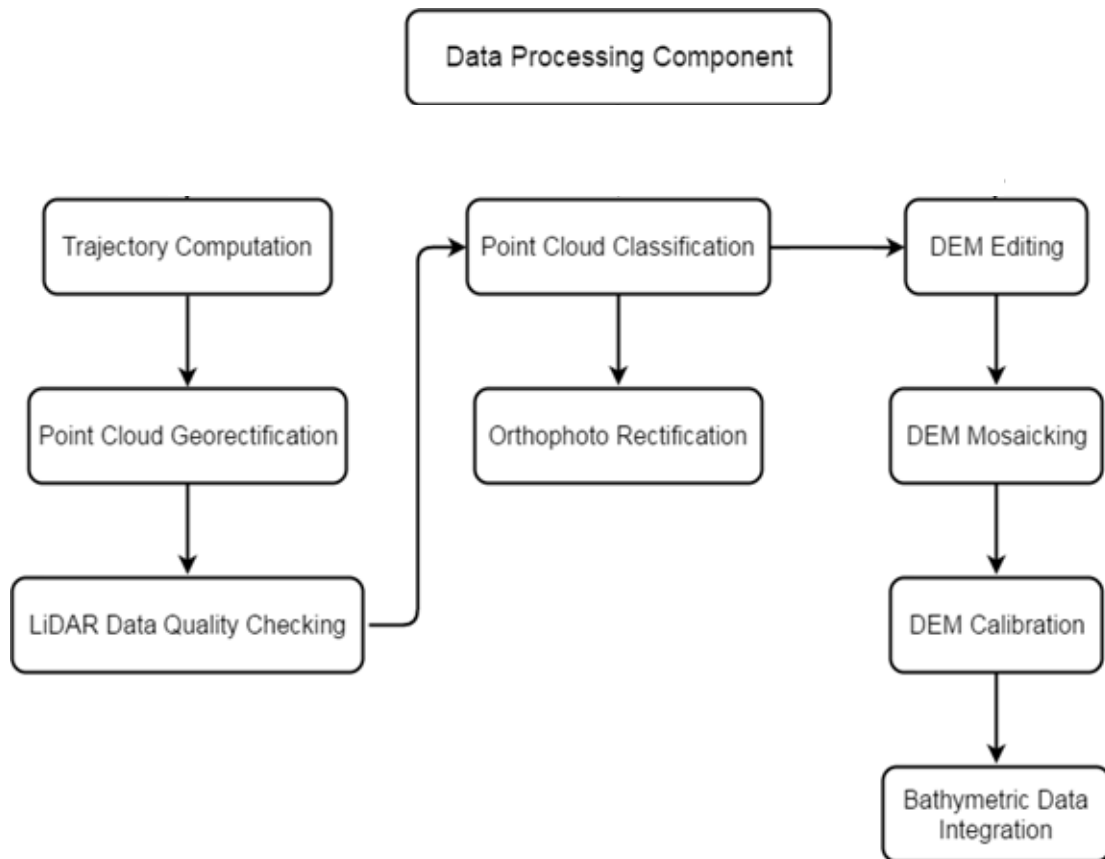 Data Processing Component
Trajectory Computation
Point Cloud Georectification
LiDAR Data Quality Checking
Point Cloud Classification
Orthophoto Rectification
DEM Editing
DEM Mosaicking
DEM Calibration
Bathymetric Data
Integration